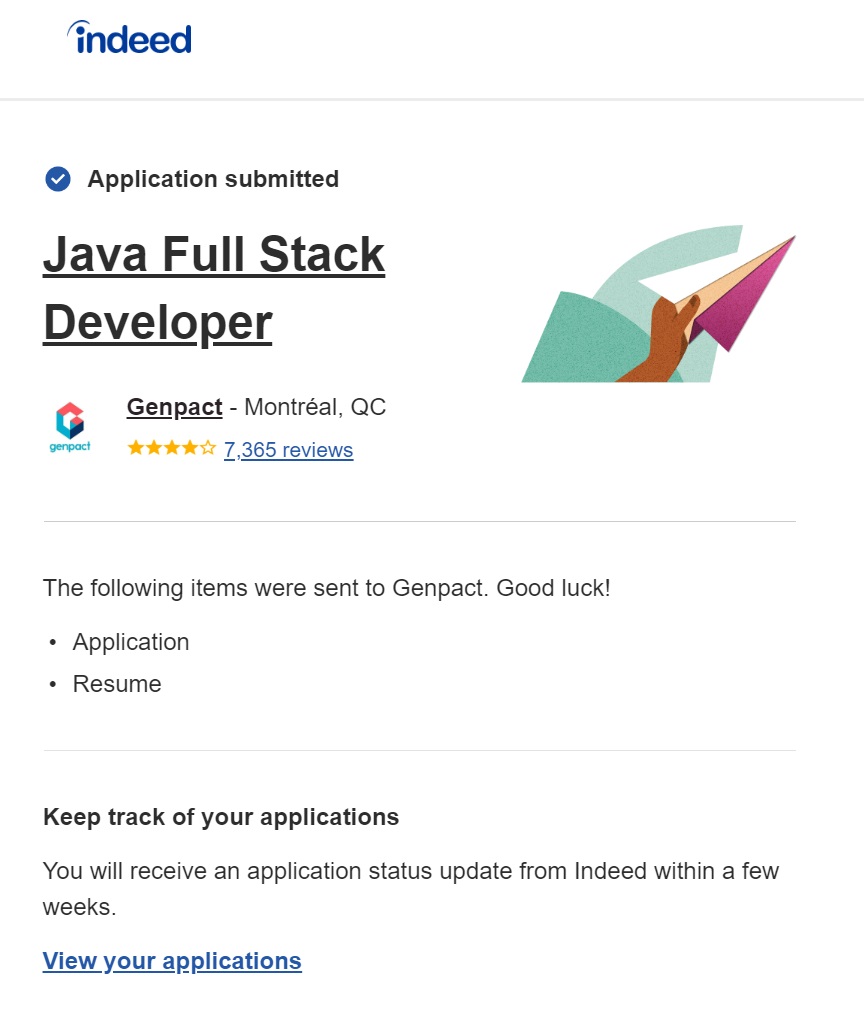 indeed
Application submitted
Java Full Stack
Developer
genpact
Genpact - Montréal, QC
7,365 reviews
The following items were sent to Genpact. Good luck!
• Application
• Resume
Keep track of your applications
You will receive an application status update from Indeed within a few
weeks.
View your applications